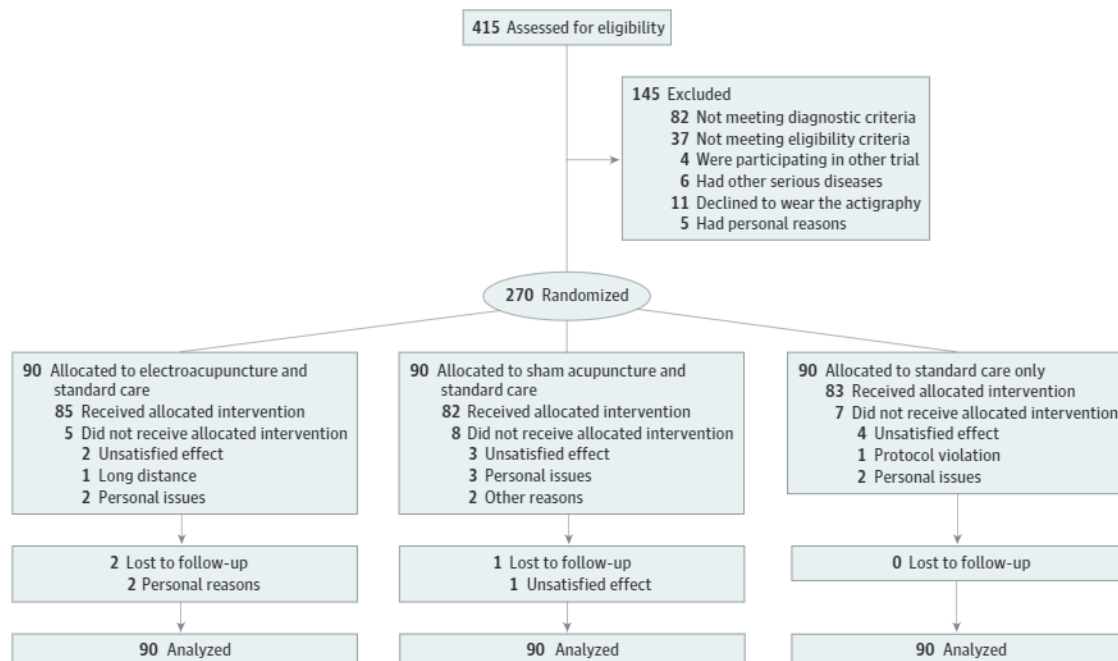 415 Assessed for eligibility
145 Excluded
82 Not meeting diagnostic criteria
37 Not meeting eligibility criteria
4 Were participating in other trial
6 Had other serious diseases
11 Declined to wear the actigraphy
5 Had personal reasons
270 Randomized
90 Allocated to electroacupuncture and
standard care
85 Received allocated intervention
5 Did not receive allocated intervention
2 Unsatisfied effect
1 Long distance
2 Personal issues
90 Allocated to sham acupuncture and
standard care
82 Received allocated intervention
8 Did not receive allocated intervention
3 Unsatisfied effect
3 Personal issues
2 Other reasons
90 Allocated to standard care only
83 Received allocated intervention
7 Did not receive allocated intervention
4 Unsatisfied effect
1 Protocol violation
2 Personal issues
2 Lost to follow-up
2 Personal reasons
1 Lost to follow-up
1 Unsatisfied effect
0 Lost to follow-up
90 Analyzed
90 Analyzed
90 Analyzed